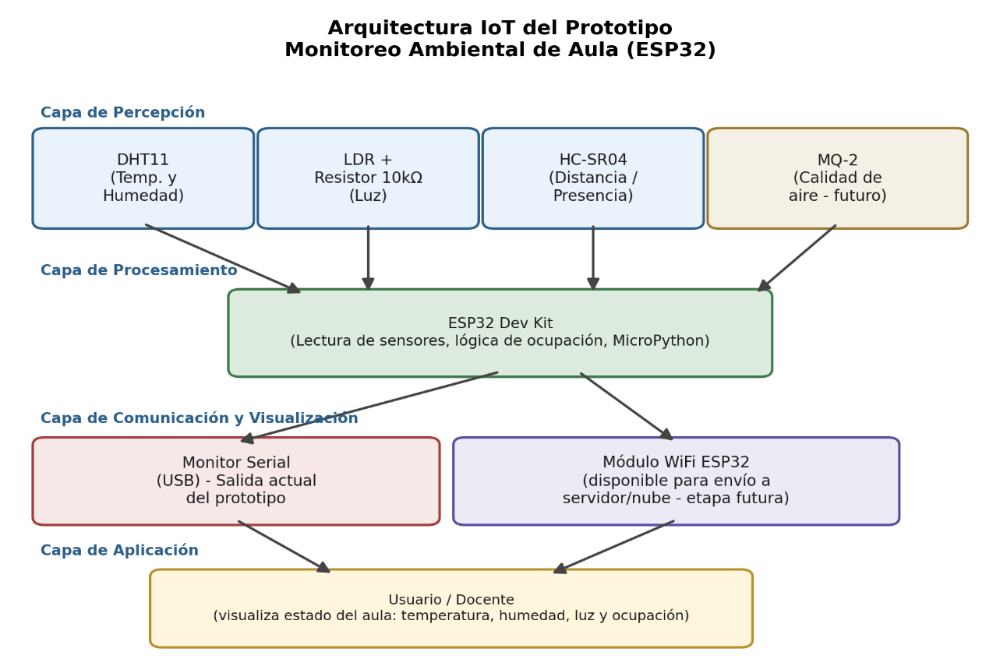 Arquitectura IoT del Prototipo
Monitoreo Ambiental de Aula (ESP32)
Capa de Percepción
DHT11
(Temp. y
Humedad)
LDR +
Resistor 10kΩ
(Luz)
HC-SR04
(Distancia /
Presencia)
MQ-2
(Calidad de
aire - futuro)
Capa de Procesamiento
ESP32 Dev Kit
(Lectura de sensores, lógica de ocupación, MicroPython)
Capa de Comunicación y Visualización
Monitor Serial
(USB) - Salida actual
del prototipo
Módulo WiFi ESP32
(disponible para envío a
servidor/nube - etapa futura)
Capa de Aplicación
Usuario / Docente
(visualiza estado del aula: temperatura, humedad, luz y ocupación)